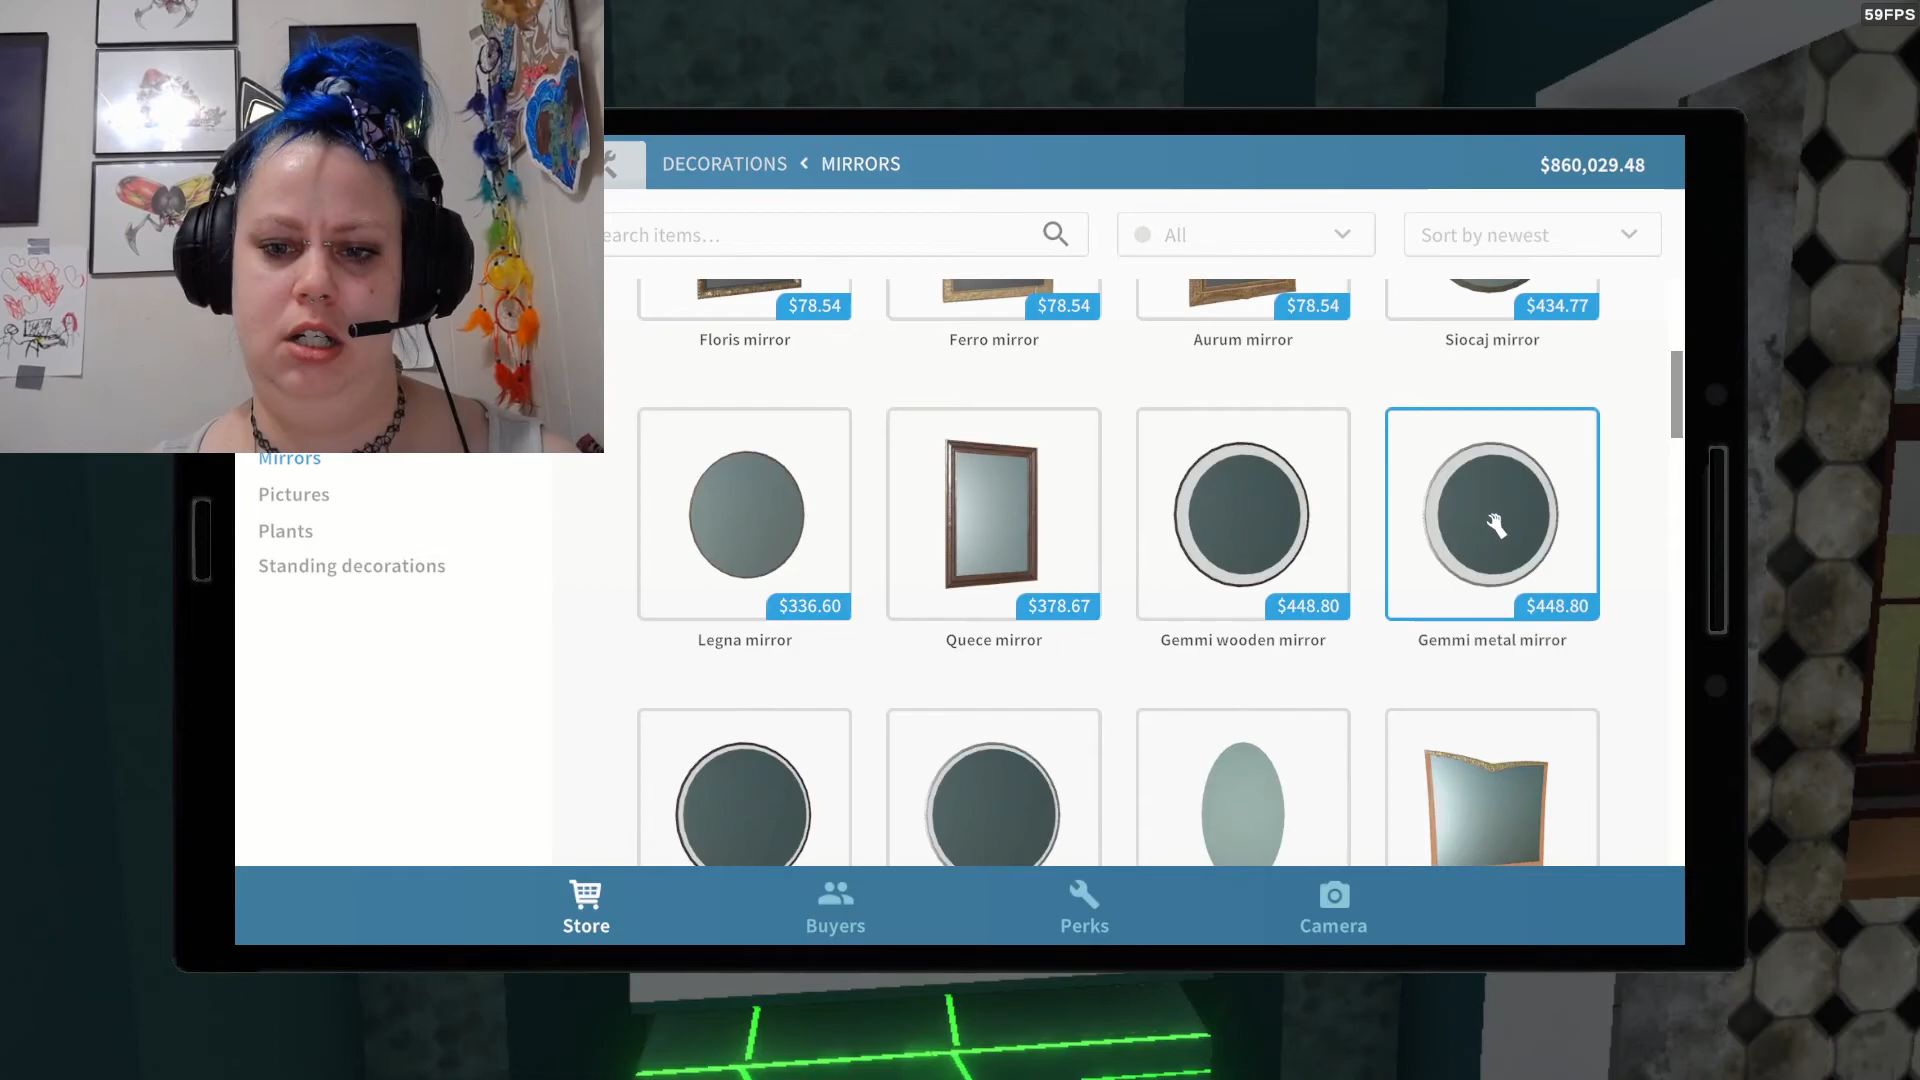 59FPS
DECORATIONS < MIRRORS
$860,029.48
earch items...
All
Sort by newest
$78.54
$78.54
$78.54
$434.77
Floris mirror
Ferro mirror
Aurum mirror
Siocaj mirror
Mirrors
Pictures
Plants
Standing decorations
$336.60
$378.67
$448.80
$448.80
Legna mirror
Quece mirror
Gemmi wooden mirror
Gemmi metal mirror
Store
Buyers
Perks
Camera